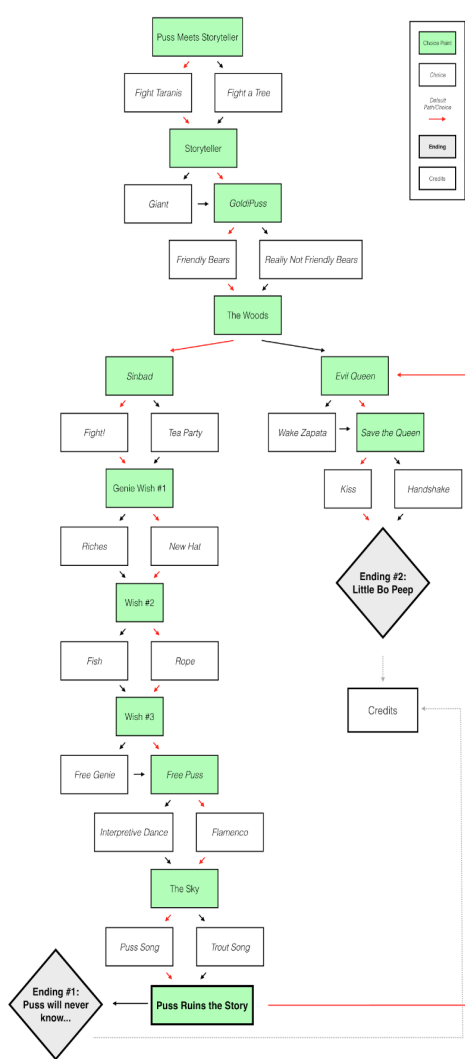 Puss Meets Storyteller
Choice Point
Choice
Default
Path/Choice
Ending
Credits
Fight Taranis
Fight a Tree
Storyteller
Giant
GoldiPuss
Friendly Bears
Really Not Friendly Bears
The Woods
Sinbad
Evil Queen
Fight!
Tea Party
Wake Zapata
Save the Queen
Genie Wish #1
Kiss
Handshake
Riches
New Hat
Ending #2:
Little Bo Peep
Wish #2
Fish
Rope
Wish #3
Credits
Free Genie
Free Puss
Interpretive Dance
Flamenco
The Sky
Puss Song
Trout Song
Ending #1:
Puss will never
know...
Puss Ruins the Story